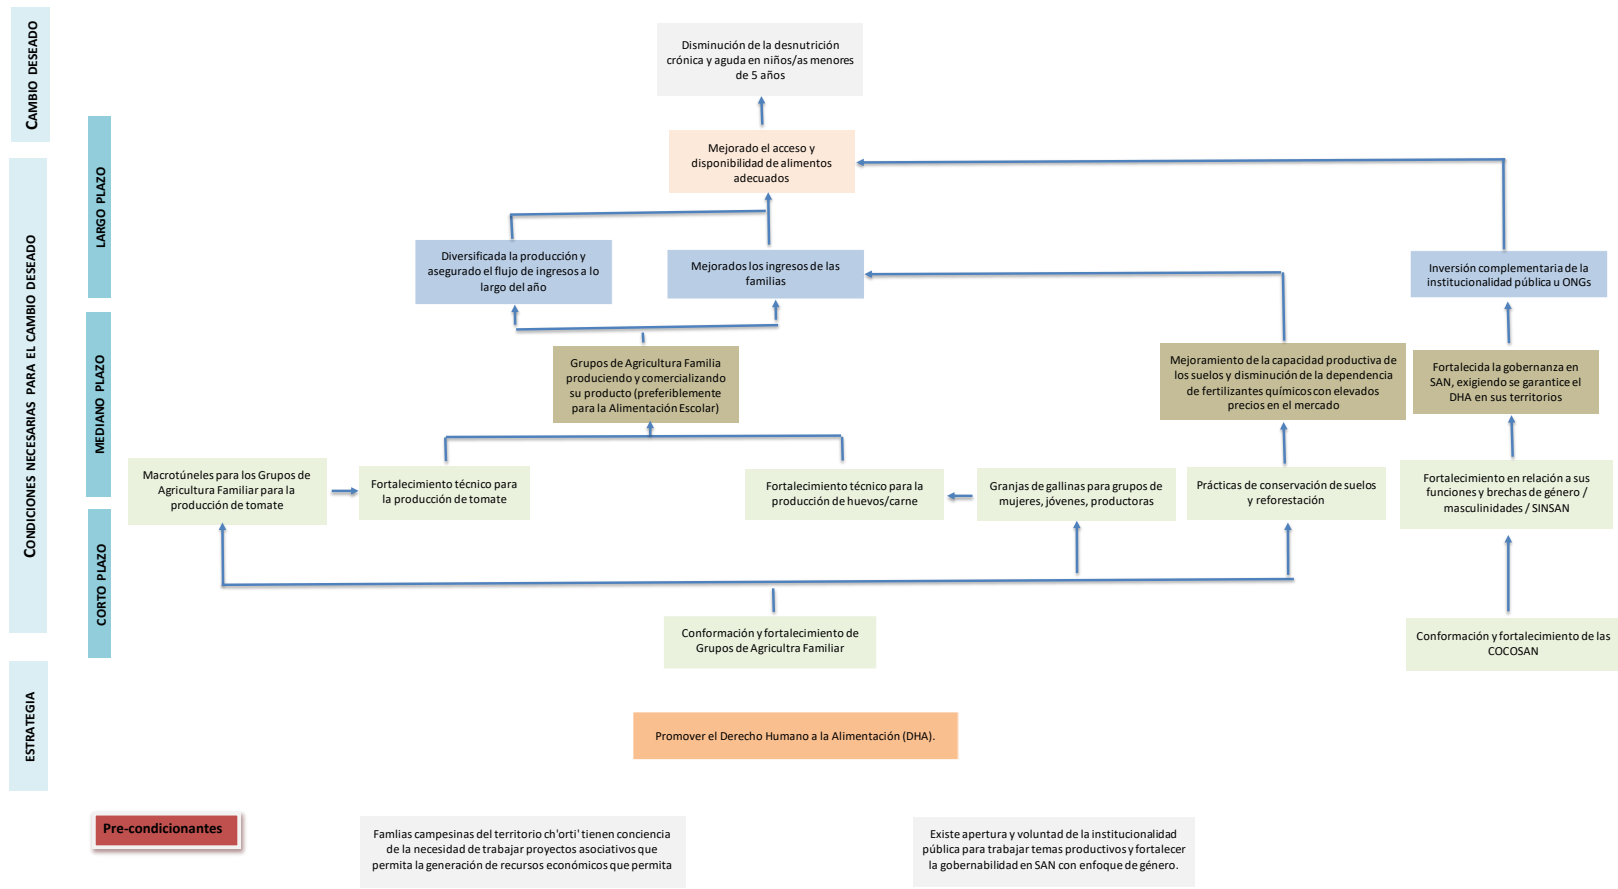 CAMBIO DESEADO
Disminución de la desnutrición
crónica y aguda en niños/as menores
de 5 años
CONDICIONES NECESARIAS PARA EL CAMBIO DESEADO
LARGO PLAZO
Mejorado el acceso y
disponibilidad de alimentos
adecuados
Diversificada la producción y
asegurado el flujo de ingresos a lo
largo del año
Mejorados los ingresos de las
familias
Inversión complementaria de la
institucionalidad pública u ONGs
MEDIANO PLAZO
Grupos de Agricultura Familia
produciendo y comercializando
su producto (preferiblemente
para la Alimentación Escolar)
Mejoramiento de la capacidad productiva de
los suelos y disminución de la dependencia
de fertilizantes químicos con elevados
precios en el mercado
Fortalecida la gobernanza en
SAN, exigiendo se garantice el
DHA en sus territorios
Macrotúneles para los Grupos de
Agricultura Familiar para la
producción de tomate
Fortalecimiento técnico para
la producción de tomate
Fortalecimiento técnico para la
producción de huevos/carne
Granjas de gallinas para grupos de
mujeres, jóvenes, productoras
Prácticas de conservación de suelos
y reforestación
Fortalecimiento en relación a sus
funciones y brechas de género /
masculinidades / SINSAN
CORTO PLAZO
Conformación y fortalecimiento de
Grupos de Agricultra Familiar
Conformación y fortalecimiento de las
COCOSAN
ESTRATEGIA
Promover el Derecho Humano a la Alimentación (DHA).
Pre-condicionantes
Famlias campesinas del territorio ch'orti' tienen conciencia
de la necesidad de trabajar proyectos asociativos que
permita la generación de recursos económicos que permita
Existe apertura y voluntad de la institucionalidad
pública para trabajar temas productivos y fortalecer
la gobernabilidad en SAN con enfoque de género.